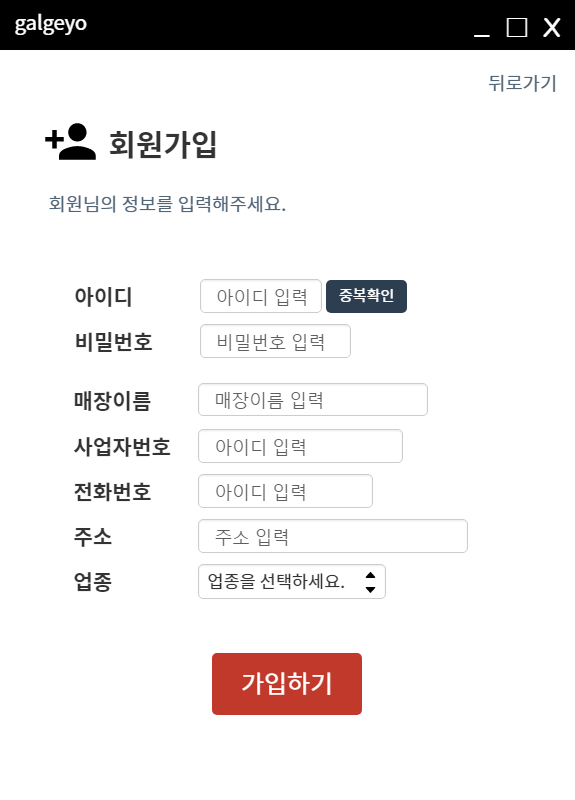 galgeyo
뒤로가기
회원가입
회원님의 정보를 입력해주세요.
아이디 아이디 입력 중복확인
비밀번호 비밀번호 입력
매장이름 매장이름 입력
사업자번호 아이디 입력
전화번호 아이디 입력
주소 주소 입력
업종 업종을 선택하세요.
가입하기